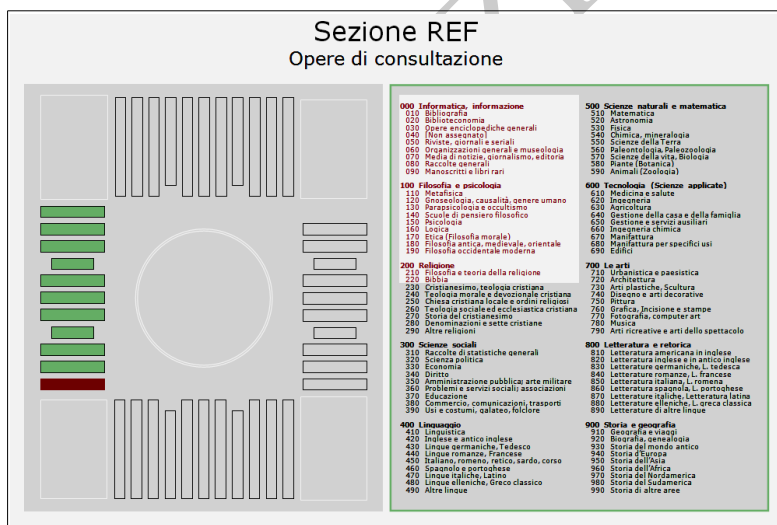 Sezione REF
Opere di consultazione
000 Informatica, informazione
010 Bibliografia
020 Biblioteconomia
030 Opere enciclopediche generali
040 [Non assegnato]
050 Riviste, giornali e seriali
060 Organizzazioni generali e museologia
070 Media di notizie, giornalismo, editoria
080 Raccolte generali
090 Manoscritti e libri rari
100 Filosofia e psicologia
110 Metafisica
120 Gnoseologia, causalità, genere umano
130 Parapsicologia e occultismo
140 Scuole di pensiero filosofico
150 Psicologia
160 Logica
170 Etica (Filosofia morale)
180 Filosofia antica, medievale, orientale
190 Filosofia occidentale moderna
200 Religione
210 Filosofia e teoria della religione
220 Bibbia
230 Cristianesimo, teologia cristiana
240 Teologia morale e devozionale cristiana
250 Chiesa cristiana locale e ordini religiosi
260 Teologia sociale ed ecclesiastica cristiana
270 Storia del cristianesimo
280 Denominazioni e sette cristiane
290 Altre religioni
300 Scienze sociali
310 Raccolte di statistiche generali
320 Scienza politica
330 Economia
340 Diritto
350 Amministrazione pubblica; arte militare
360 Problemi e servizi sociali; associazioni
370 Educazione
380 Commercio, comunicazioni, trasporti
390 Usi e costumi, galateo, folclore
400 Linguaggio
410 Linguistica
420 Inglese e antico inglese
430 Lingue germaniche, Tedesco
440 Lingue romanze, Francese
450 Italiano, romeno, retico, sardo, corso
460 Spagnolo e portoghese
470 Lingue italiche, Latino
480 Lingue elleniche, Greco classico
490 Altre lingue
500 Scienze naturali e matematica
510 Matematica
520 Astronomia
530 Fisica
540 Chimica, mineralogia
550 Scienze della Terra
560 Paleontologia, Paleozoologia
570 Scienze della vita, Biologia
580 Piante (Botanica)
590 Animali (Zoologia)
600 Tecnologia (Scienze applicate)
610 Medicina e salute
620 Ingegneria
630 Agricoltura
640 Gestione della casa e della famiglia
650 Gestione e servizi ausiliari
660 Ingegneria chimica
670 Manifattura
680 Manifattura per specifici usi
690 Edifici
700 Le arti
710 Urbanistica e paesistica
720 Architettura
730 Arti plastiche, Scultura
740 Disegno e arti decorative
750 Pittura
760 Grafica, Incisione e stampe
770 Fotografia, computer art
780 Musica
790 Arti ricreative e arti dello spettacolo
800 Letteratura e retorica
810 Letteratura americana in inglese
820 Letteratura inglese e in antico inglese
830 Letterature germaniche, L. tedesca
840 Letterature romanze, L. francese
850 Letteratura italiana, L. romena
860 Letteratura spagnola, L. portoghese
870 Letterature italiche, Letteratura latina
880 Letterature elleniche, L. greca classica
890 Letterature di altre lingue
900 Storia e geografia
910 Geografia e viaggi
920 Biografia, genealogia
930 Storia del mondo antico
940 Storia d'Europa
950 Storia dell'Asia
960 Storia dell'Africa
970 Storia del Nordamerica
980 Storia del Sudamerica
990 Storia di altre aree